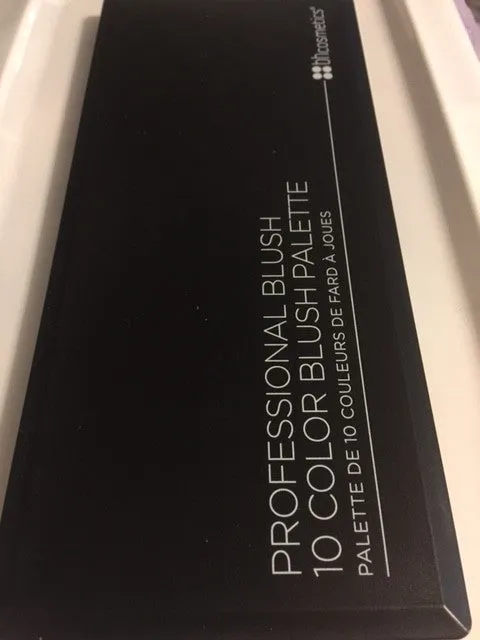 PROFESSIONAL BLUSH
10 COLOR BLUSH PALETTE
PALETTE DE 10 COULEURS DE FARD À JOUES
bhcosmetics®